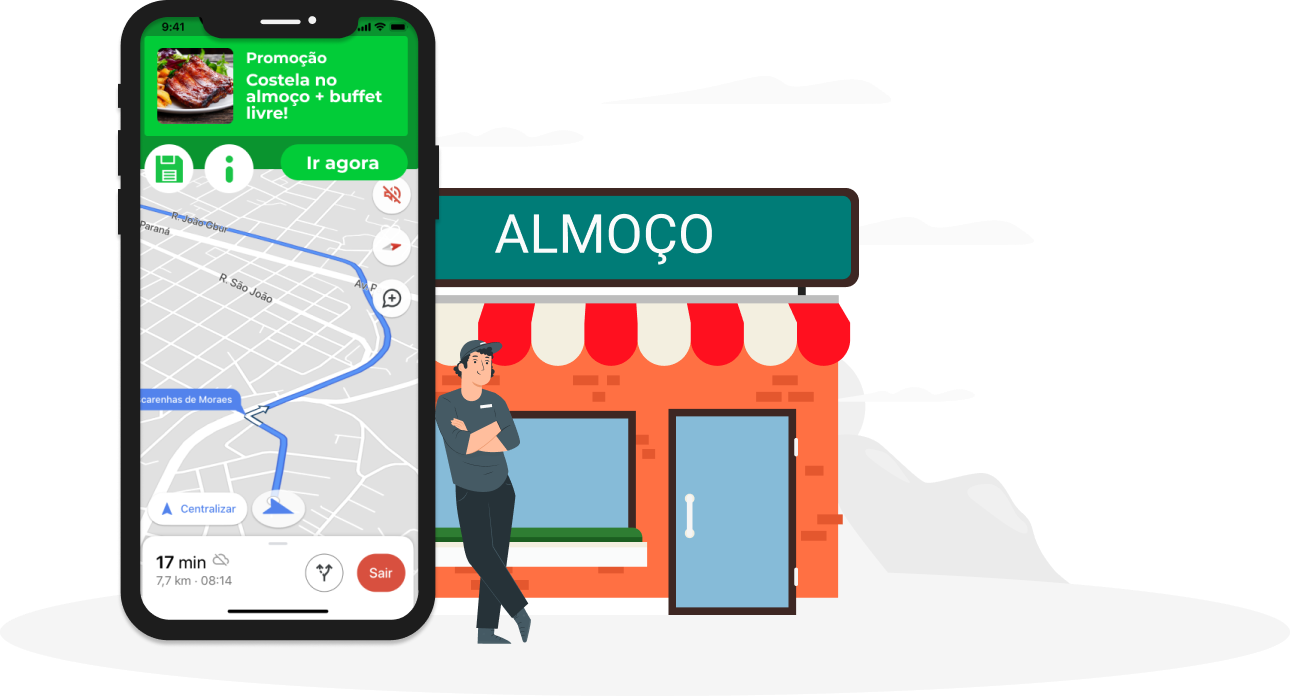 9:41
Promoção
Costela no
almoço + buffet
livre!
Ir agora
R. João Gbur
Paraná
R. São João
Av. P
carenhas de Moraes
Centralizar
17 min
7,7 km · 08:14
Sair
ALMOÇO